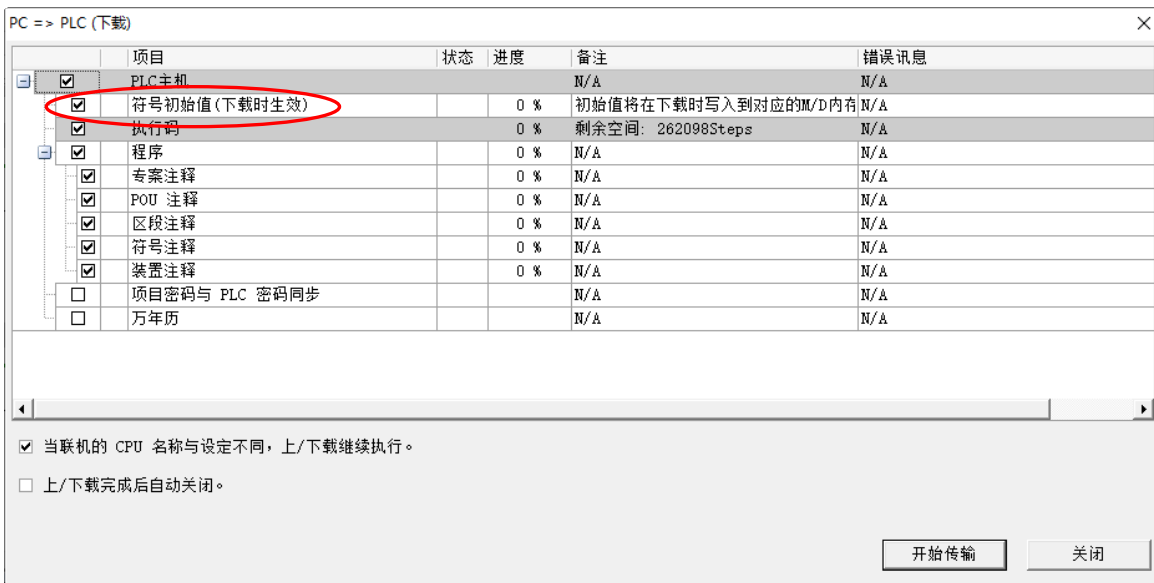 PC => PLC (下载)
项目 状态 进度 备注 错误讯息
PLC主机 N/A N/A
符号初始值(下载时生效) 0 % 初始值将在下载时写入到对应的M/D内存 N/A
执行码 0 % 剩余空间: 262098Steps N/A
程序 0 % N/A N/A
专案注释 0 % N/A N/A
POU 注释 0 % N/A N/A
区段注释 0 % N/A N/A
符号注释 0 % N/A N/A
装置注释 0 % N/A N/A
项目密码与 PLC 密码同步 N/A N/A
万年历 N/A N/A
当联机的 CPU 名称与设定不同，上/下载继续执行。
上/下载完成后自动关闭。
开始传输 关闭